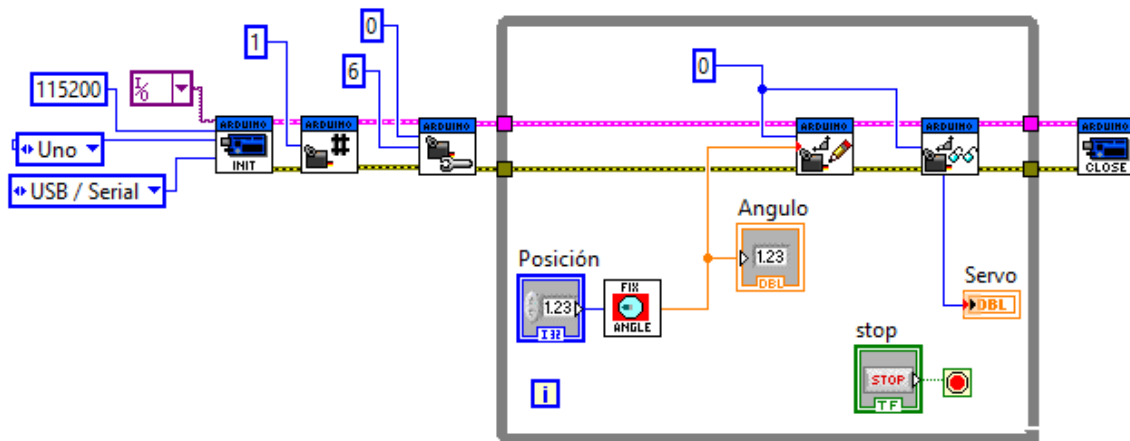 0
1
0
6
115200
I/O
Uno
USB / Serial
ARDUINO
INIT
ARDUINO
#
ARDUINO
ARDUINO
ARDUINO
ARDUINO
CLOSE
Angulo
1.23
DBL
Posición
1.23
I32
FIX
ANGLE
Servo
DBL
stop
STOP
TF
i